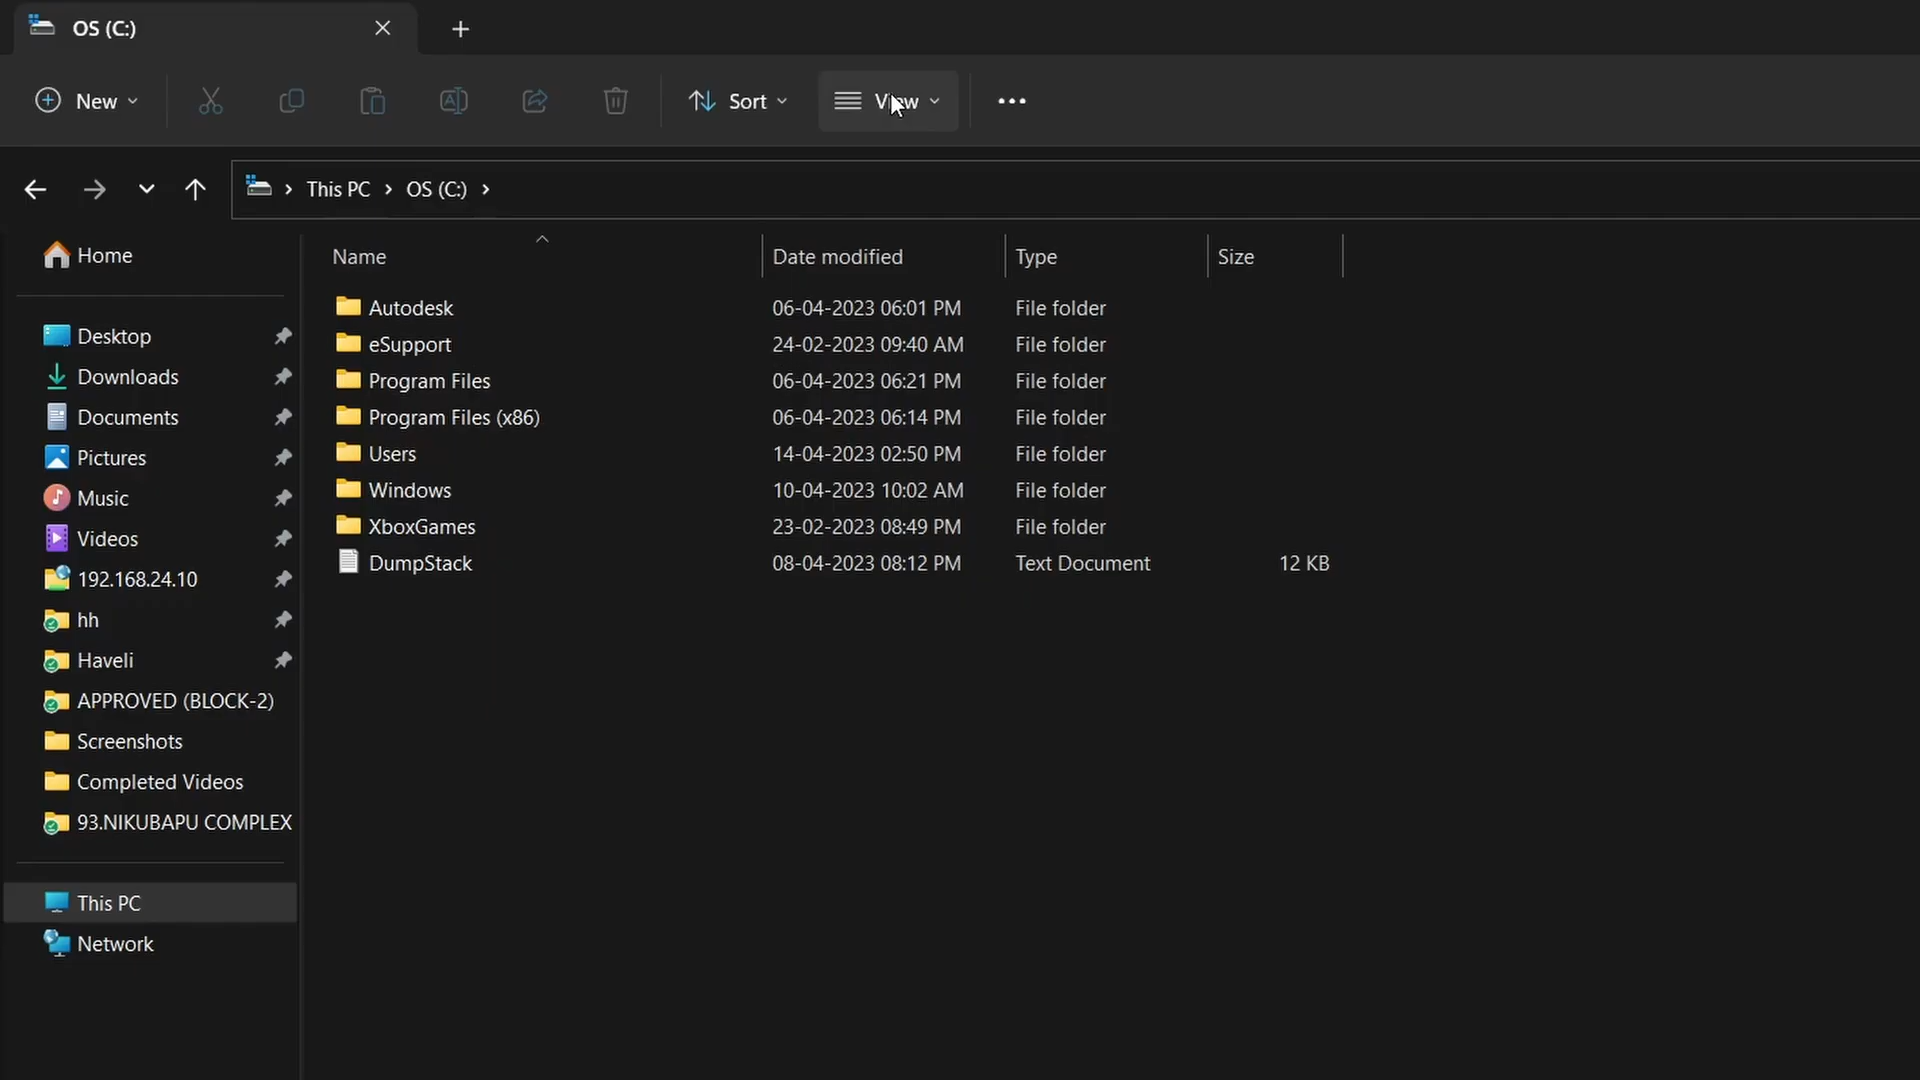 OS (C:)
New
Sort
View
This PC
OS (C:)
Home
Desktop
Downloads
Documents
Pictures
Music
Videos
192.168.24.10
hh
Haveli
APPROVED (BLOCK-2)
Screenshots
Completed Videos
93.NIKUBAPU COMPLEX
This PC
Network
Name Date modified Type Size
Autodesk 06-04-2023 06:01 PM File folder
eSupport 24-02-2023 09:40 AM File folder
Program Files 06-04-2023 06:21 PM File folder
Program Files (x86) 06-04-2023 06:14 PM File folder
Users 14-04-2023 02:50 PM File folder
Windows 10-04-2023 10:02 AM File folder
XboxGames 23-02-2023 08:49 PM File folder
DumpStack 08-04-2023 08:12 PM Text Document 12 KB